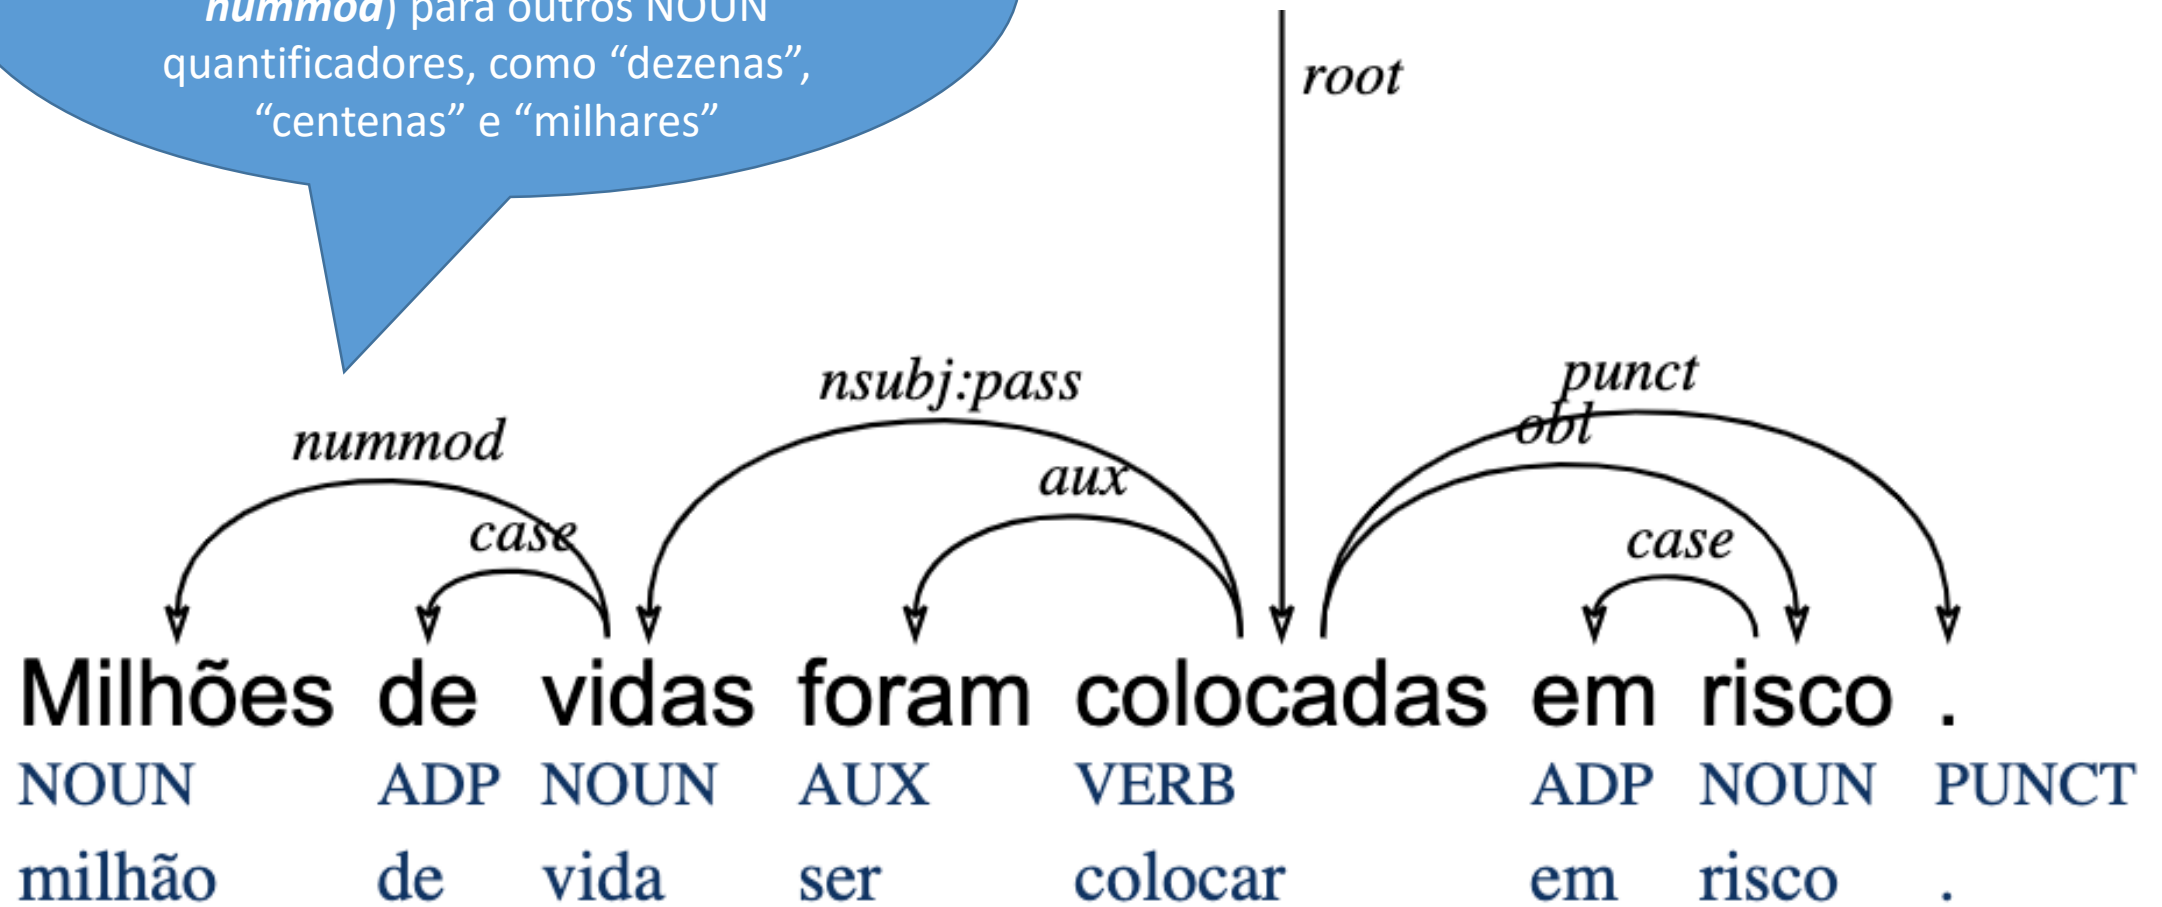 nummod) para outros NOUN
quantificadores, como “dezenas”,
“centenas” e “milhares”
root
punct
nsubj:pass
obl
nummod
aux
case
case
Milhões de vidas foram colocadas em risco .
NOUN ADP NOUN AUX VERB ADP NOUN PUNCT
milhão de vida ser colocar em risco .